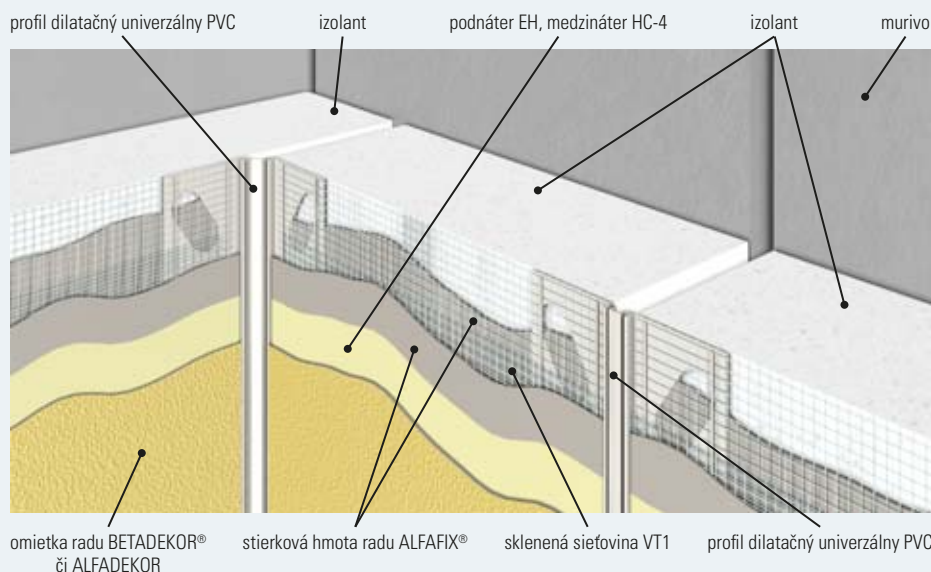 profil dilatačný univerzálny PVC
izolant
podnáter EH, medzináter HC-4
izolant
murivo
omietka radu BETADEKOR®
či ALFADEKOR
stierková hmota radu ALFAFIX®
sklenená sieťovina VT1
profil dilatačný univerzálny PVC